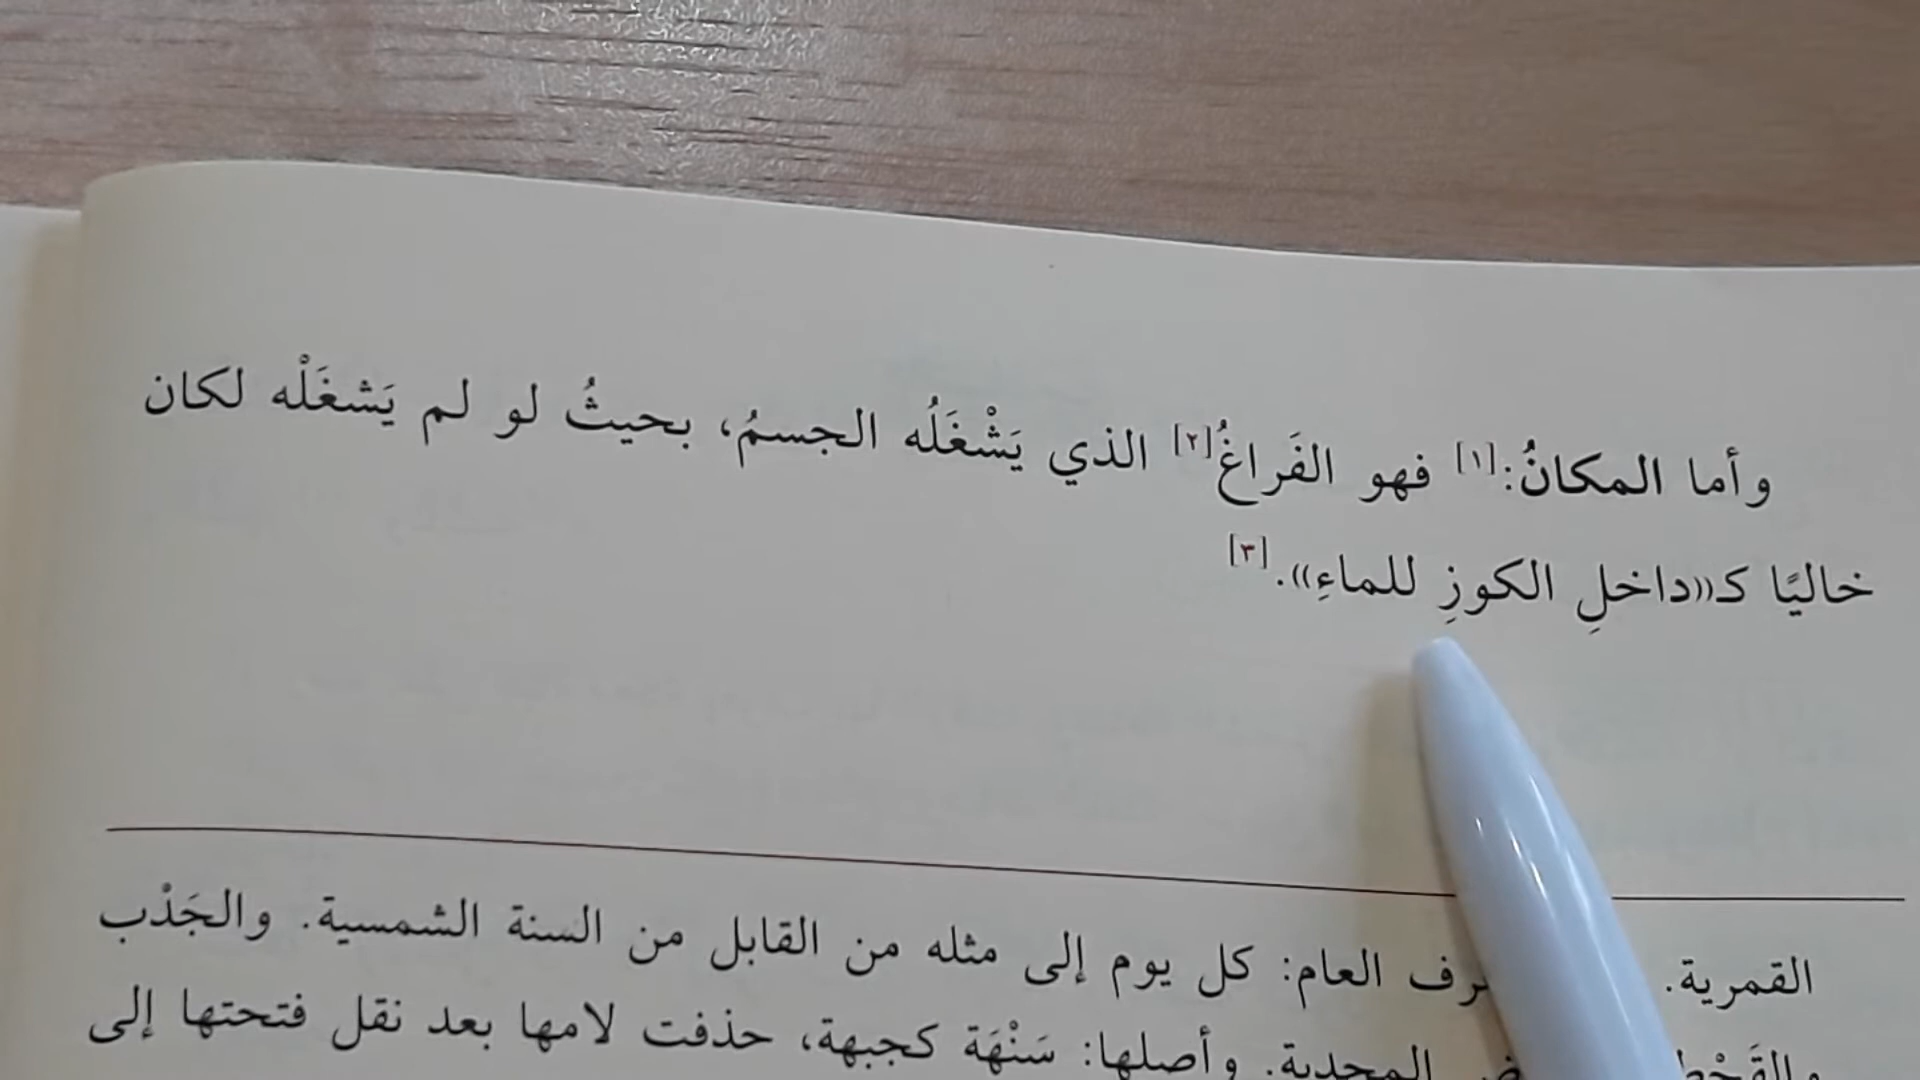 وأما المكانُ:[١] فهو الفَراغُ[٢] الذي يَشْغَلُه الجسمُ، بحيثُ لو لم يَشغَلْه لكان
خاليًا كـ«داخلِ الكوزِ للماءِ».[٣]
القمرية. العام: كل يوم إلى مثله من القابل من السنة الشمسية. والجَدْب
المجدبة. وأصلها: سَنْهَة كجبهة، حذفت لامها بعد نقل فتحتها إلى